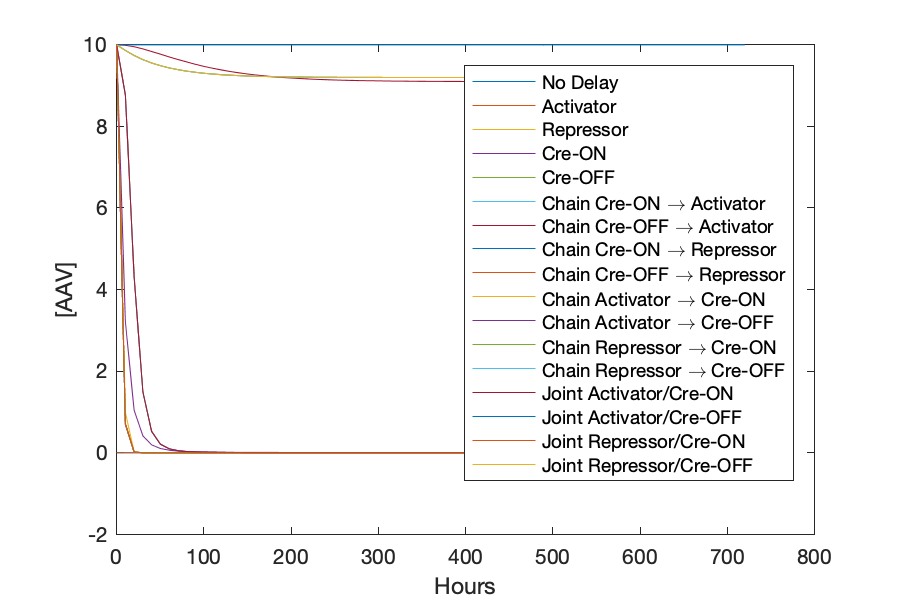 10
8
6
4
2
0
-2
[AAV]
No Delay
Activator
Repressor
Cre-ON
Cre-OFF
Chain Cre-ON → Activator
Chain Cre-OFF → Activator
Chain Cre-ON → Repressor
Chain Cre-OFF → Repressor
Chain Activator → Cre-ON
Chain Activator → Cre-OFF
Chain Repressor → Cre-ON
Chain Repressor → Cre-OFF
Joint Activator/Cre-ON
Joint Activator/Cre-OFF
Joint Repressor/Cre-ON
Joint Repressor/Cre-OFF
0 100 200 300 400 500 600 700 800
Hours